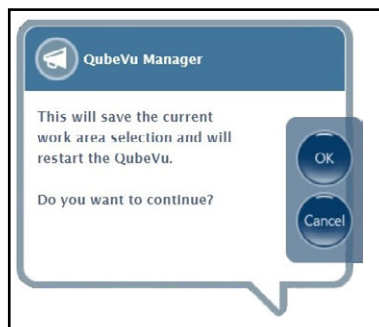 QubeVu Manager
This will save the current
work area selection and will
restart the QubeVu.
Do you want to continue?
OK
Cancel